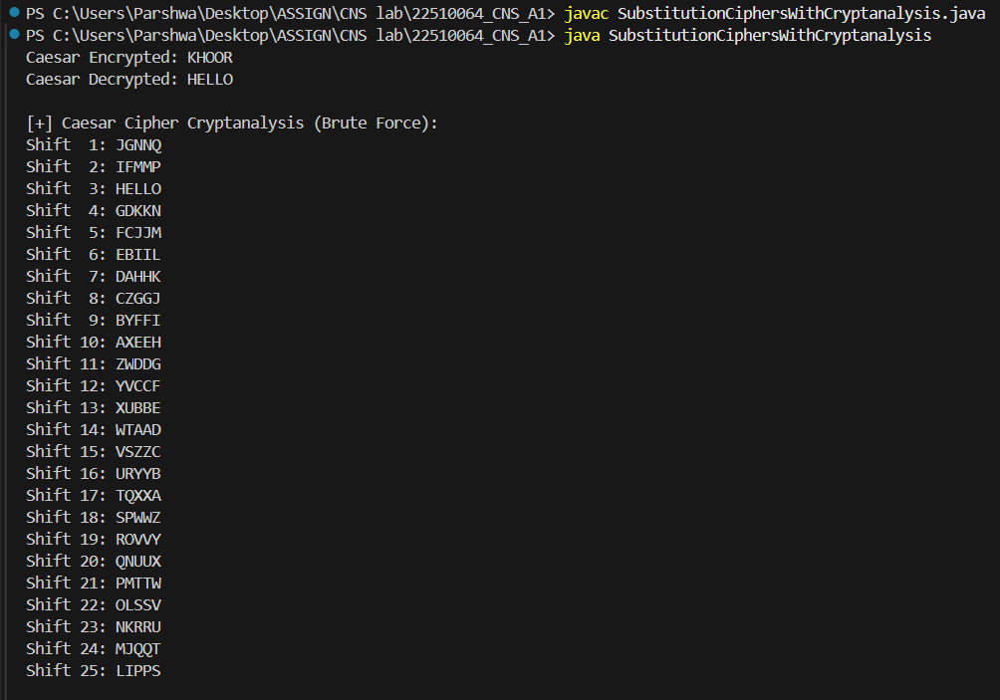 PS C:\Users\Parshwa\Desktop\ASSIGN\CNS lab\22510064_CNS_A1> javac SubstitutionCiphersWithCryptanalysis.java
PS C:\Users\Parshwa\Desktop\ASSIGN\CNS lab\22510064_CNS_A1> java SubstitutionCiphersWithCryptanalysis
Caesar Encrypted: KHOOR
Caesar Decrypted: HELLO

[+] Caesar Cipher Cryptanalysis (Brute Force):
Shift  1: JGNNQ
Shift  2: IFMMP
Shift  3: HELLO
Shift  4: GDKKN
Shift  5: FCJJM
Shift  6: EBIIL
Shift  7: DAHHK
Shift  8: CZGGJ
Shift  9: BYFFI
Shift 10: AXEEH
Shift 11: ZWDDG
Shift 12: YVCCF
Shift 13: XUBBE
Shift 14: WTAAD
Shift 15: VSZZC
Shift 16: URYYB
Shift 17: TQXXA
Shift 18: SPWWZ
Shift 19: ROVVY
Shift 20: QNUUX
Shift 21: PMTTW
Shift 22: OLSSV
Shift 23: NKRRU
Shift 24: MJQQT
Shift 25: LIPPS